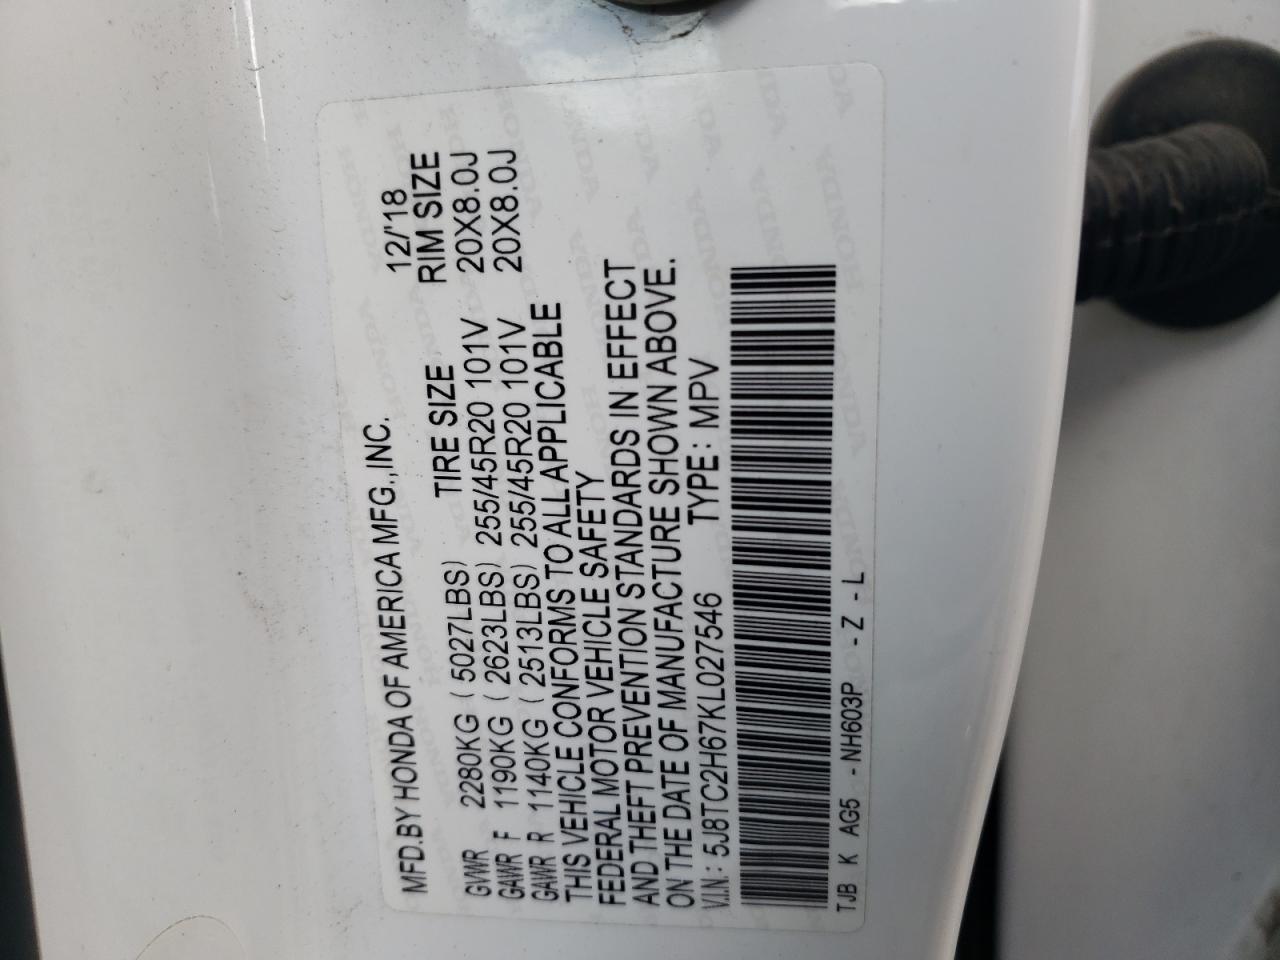 MFD.BY HONDA OF AMERICA MFG.,INC. 12/'18
TIRE SIZE RIM SIZE
GVWR 2280KG ( 5027LBS)
GAWR F 1190KG ( 2623LBS) 255/45R20 101V 20X8.0J
GAWR R 1140KG ( 2513LBS) 255/45R20 101V 20X8.0J
THIS VEHICLE CONFORMS TO ALL APPLICABLE
FEDERAL MOTOR VEHICLE SAFETY
AND THEFT PREVENTION STANDARDS IN EFFECT
ON THE DATE OF MANUFACTURE SHOWN ABOVE.
V.I.N.: 5J8TC2H67KL027546 TYPE: MPV
TJB K AG5 - NH603P - Z - L